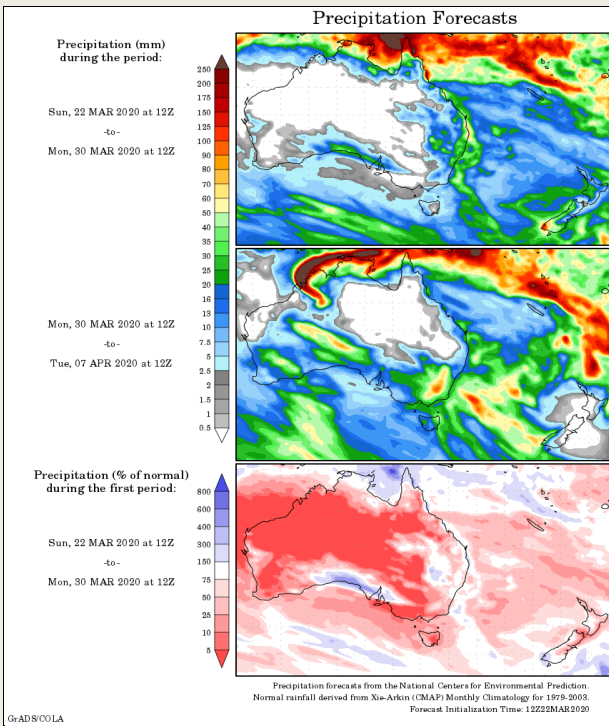 Precipitation Forecasts
Precipitation (mm)
during the period:
Sun, 22 MAR 2020 at 12Z
-to-
Mon, 30 MAR 2020 at 12Z
250
200
175
150
125
100
90
80
70
60
50
40
35
30
25
20
16
13
10
7.5
5
2.5
2
1.5
1
0.5
Mon, 30 MAR 2020 at 12Z
-to-
Tue, 07 APR 2020 at 12Z
Precipitation (% of normal)
during the first period:
Sun, 22 MAR 2020 at 12Z
-to-
Mon, 30 MAR 2020 at 12Z
800
600
400
300
150
75
50
25
10
5
Precipitation forecasts from the National Centers for Environmental Prediction.
Normal rainfall derived from Xie-Arkin (CMAP) Monthly Climatology for 1979-2003.
Forecast Initialization Time: 12Z22MAR2020
GrADS/COLA